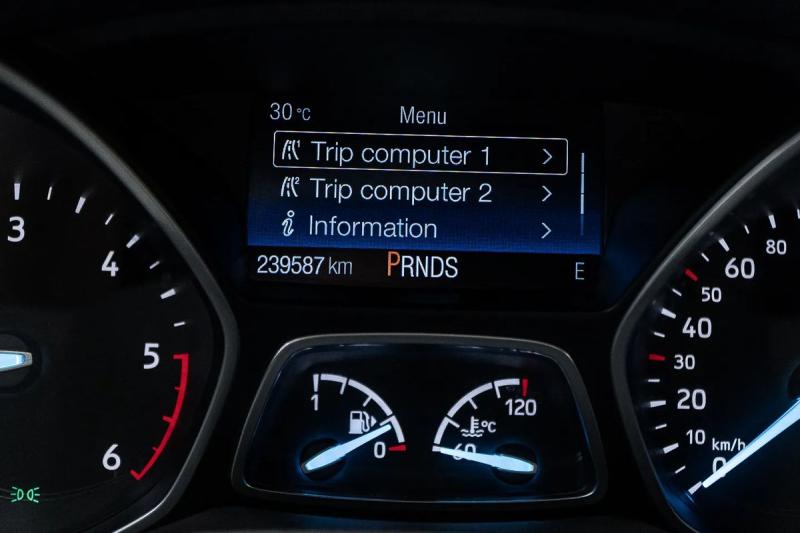 30 °C Menu
Trip computer 1
Trip computer 2
Information
239587 km PRNDS E
3
4
5
6
1
0
120
°C
60
80
60
50
40
30
20
10
km/h
0